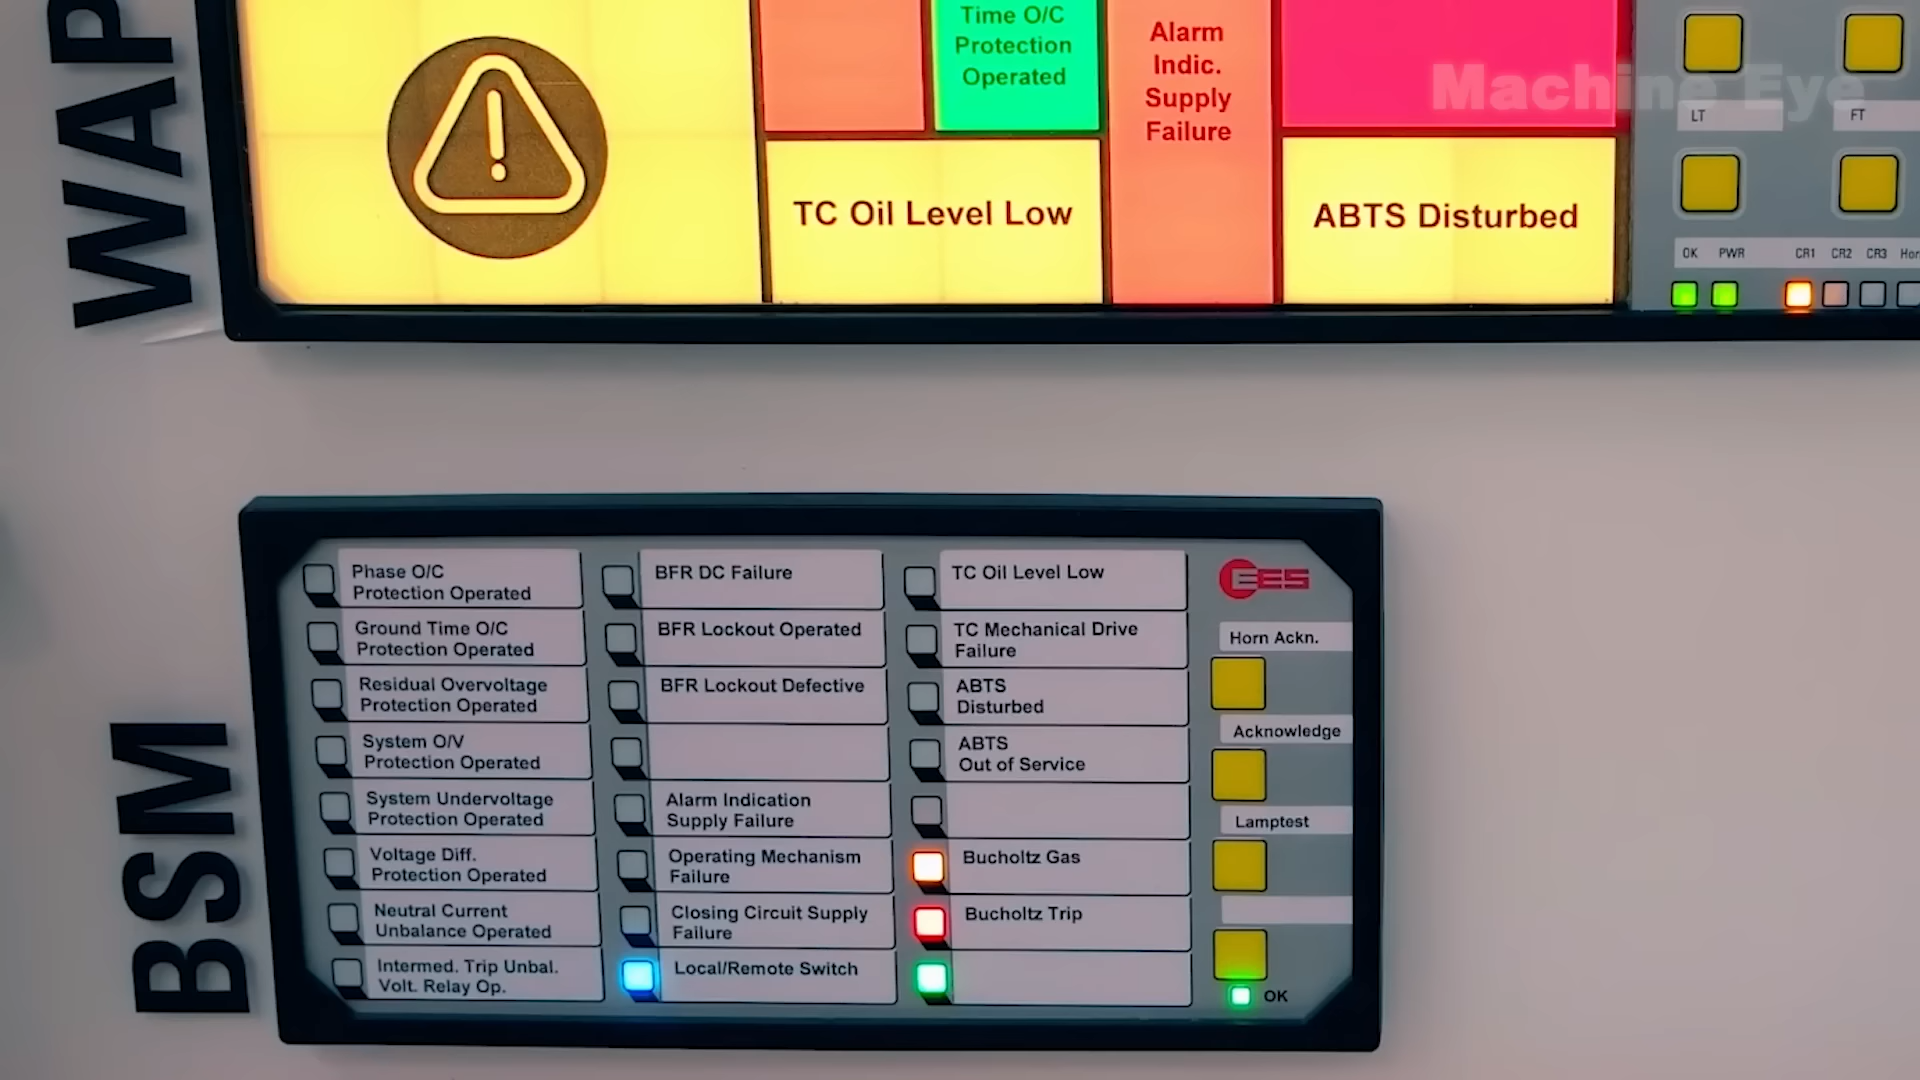 WAP
Time O/C
Protection
Operated
Alarm
Indic.
Supply
Failure
Machine Eye
LT
FT
TC Oil Level Low
ABTS Disturbed
OK PWR CR1 CR2 CR3 Hor
BSM
Phase O/C
Protection Operated
Ground Time O/C
Protection Operated
Residual Overvoltage
Protection Operated
System O/V
Protection Operated
System Undervoltage
Protection Operated
Voltage Diff.
Protection Operated
Neutral Current
Unbalance Operated
Intermed. Trip Unbal.
Volt. Relay Op.
BFR DC Failure
BFR Lockout Operated
BFR Lockout Defective
Alarm Indication
Supply Failure
Operating Mechanism
Failure
Closing Circuit Supply
Failure
Local/Remote Switch
TC Oil Level Low
TC Mechanical Drive
Failure
ABTS
Disturbed
ABTS
Out of Service
Bucholtz Gas
Bucholtz Trip
EES
Horn Ackn.
Acknowledge
Lamptest
OK